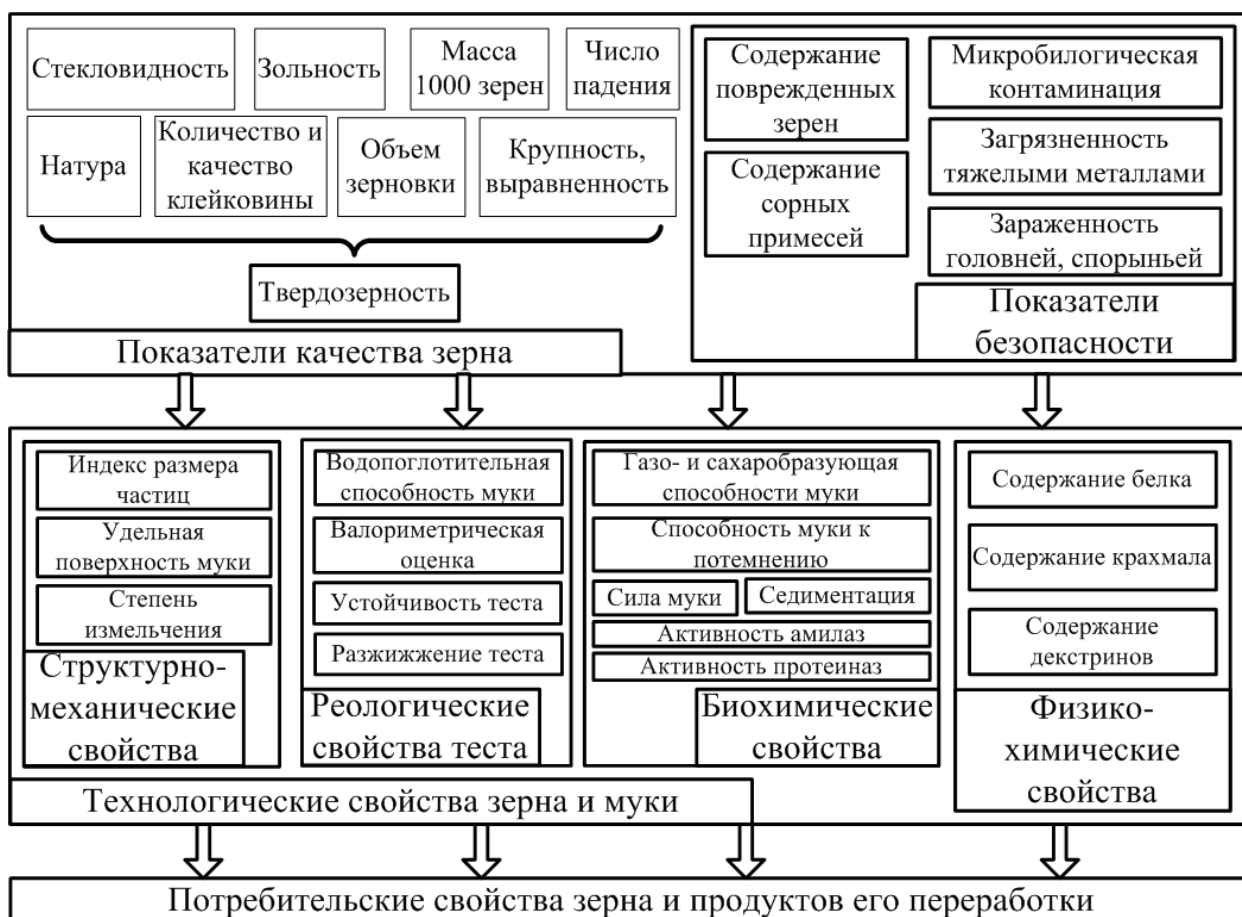 Стекловидность
Зольность
Масса
1000 зерен
Число
падения
Натура
Количество и
качество
клейковины
Объем
зерновки
Крупность,
выравненность
Твердозерность
Показатели качества зерна
Содержание
поврежденных
зерен
Содержание
сорных
примесей
Микробилогическая
контаминация
Загрязненность
тяжелыми металлами
Зараженность
головней, спорыньей
Показатели
безопасности
Индекс размера
частиц
Удельная
поверхность муки
Степень
измельчения
Структурно-
механические
свойства
Водопоглотительная
способность муки
Валориметрическая
оценка
Устойчивость теста
Разжижжение теста
Реологические
свойства теста
Газо- и сахаробразующая
способности муки
Способность муки к
потемнению
Сила муки
Седиментация
Активность амилаз
Активность протеиназ
Биохимические
свойства
Содержание белка
Содержание крахмала
Содержание
декстринов
Физико-
химические
свойства
Технологические свойства зерна и муки
Потребительские свойства зерна и продуктов его переработки